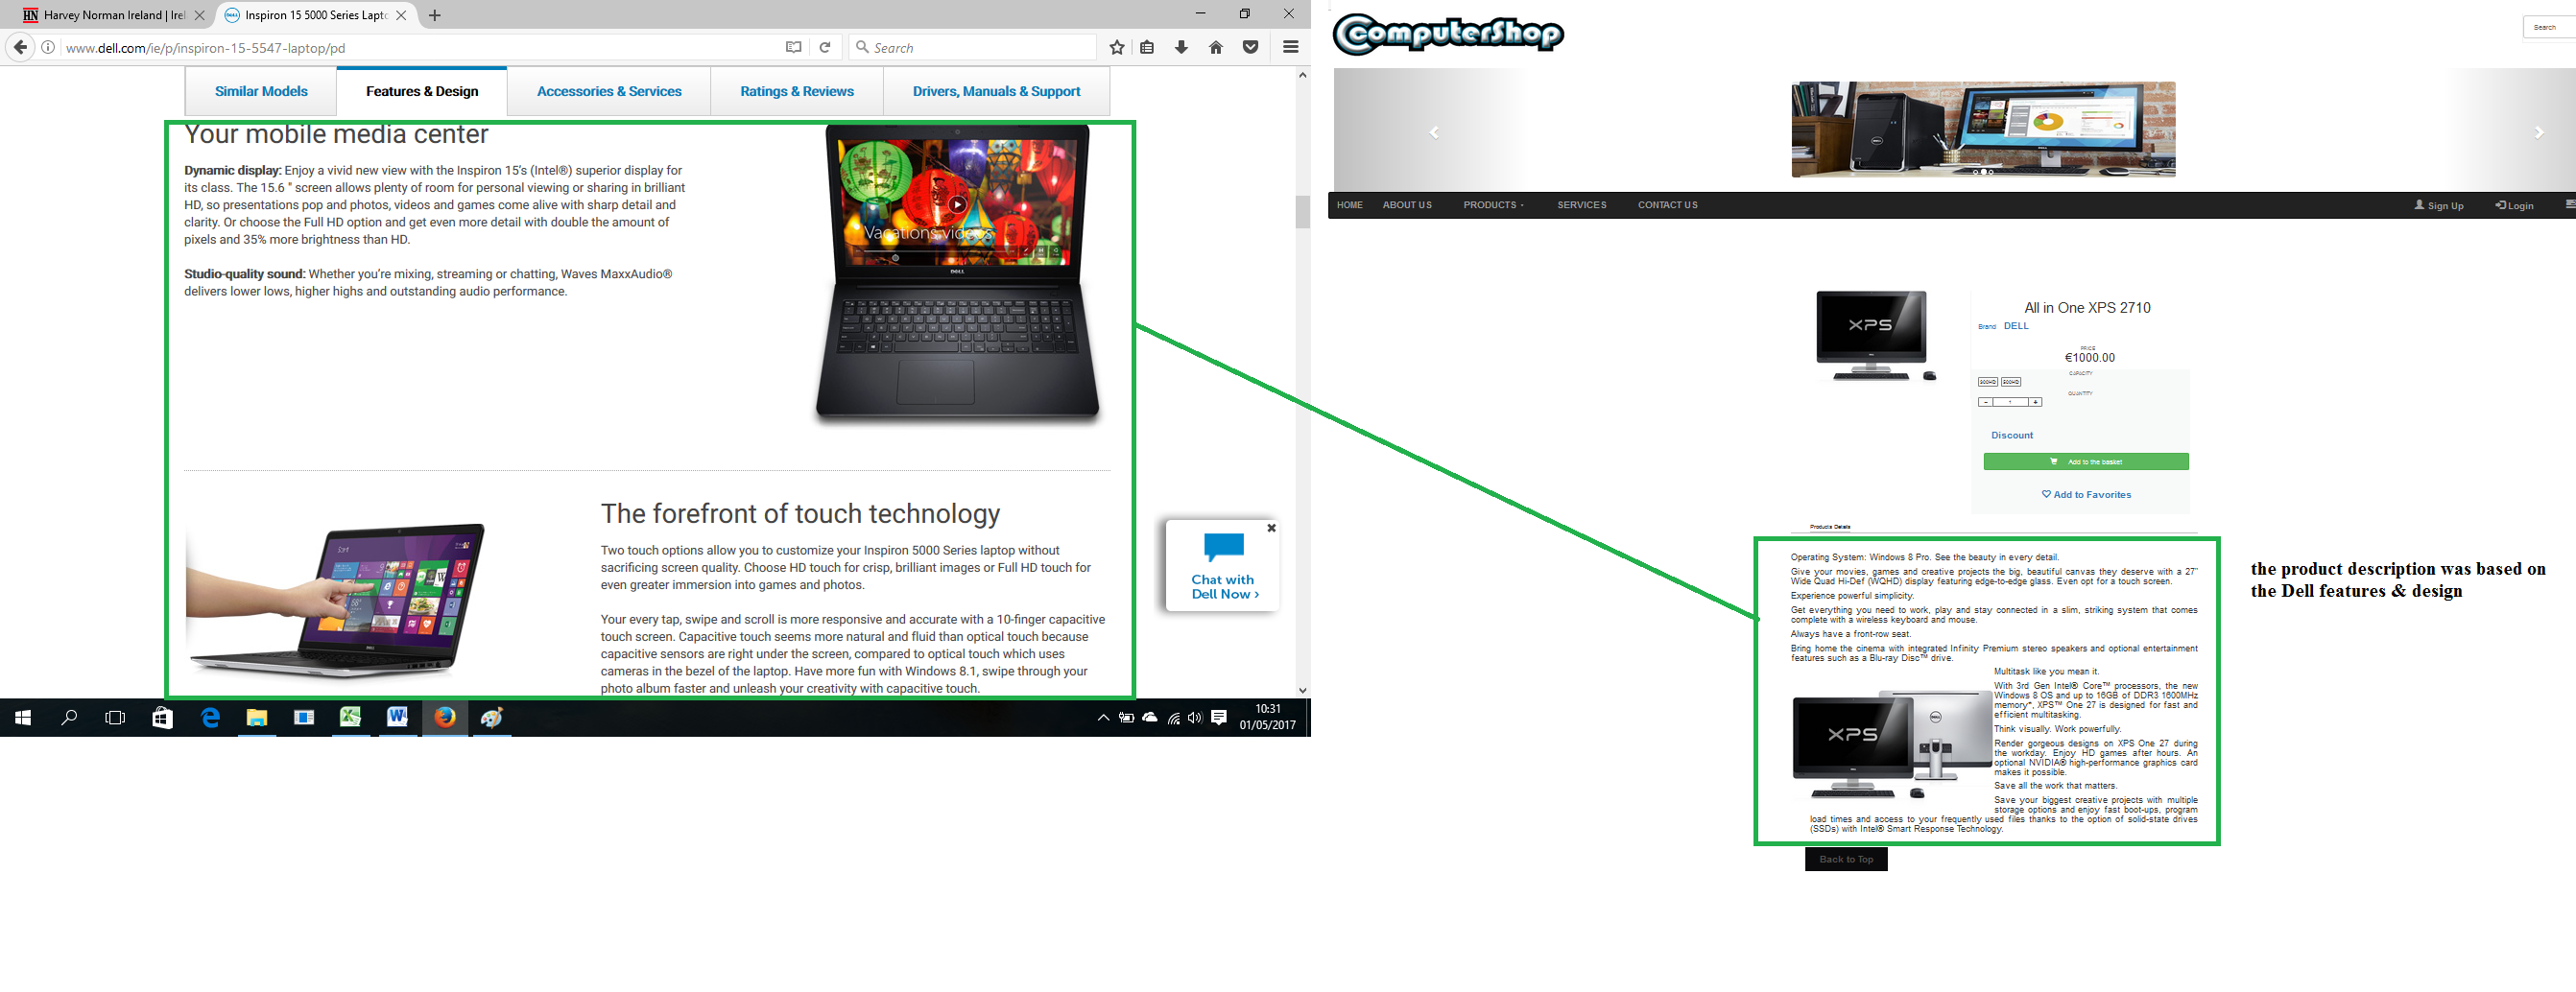 Harvey Norman Ireland | Irel
Inspiron 15 5000 Series Lapto
www.dell.com/ie/p/inspiron-15-5547-laptop/pd
Search
Similar Models
Features & Design
Accessories & Services
Ratings & Reviews
Drivers, Manuals & Support
Your mobile media center
Dynamic display: Enjoy a vivid new view with the Inspiron 15's (Intel®) superior display for
its class. The 15.6 " screen allows plenty of room for personal viewing or sharing in brilliant
HD, so presentations pop and photos, videos and games come alive with sharp detail and
clarity. Or choose the Full HD option and get even more detail with double the amount of
pixels and 35% more brightness than HD.
Studio-quality sound: Whether you're mixing, streaming or chatting, Waves MaxxAudio®
delivers lower lows, higher highs and outstanding audio performance.
Vacations videos
DELL
The forefront of touch technology
Two touch options allow you to customize your Inspiron 5000 Series laptop without
sacrificing screen quality. Choose HD touch for crisp, brilliant images or Full HD touch for
even greater immersion into games and photos.
Your every tap, swipe and scroll is more responsive and accurate with a 10-finger capacitive
touch screen. Capacitive touch seems more natural and fluid than optical touch because
capacitive sensors are right under the screen, compared to optical touch which uses
cameras in the bezel of the laptop. Have more fun with Windows 8.1, swipe through your
photo album faster and unleash your creativity with capacitive touch.
Start
Chat with
Dell Now ›
10:31
01/05/2017
ComputerShop
Search
HOME
ABOUT US
PRODUCTS
SERVICES
CONTACT US
Sign Up
Login
XPS
All in One XPS 2710
Brand DELL
PRICE
€1000.00
CAPACITY
500HD
QUANTITY
- 1 +
Discount
Add to the basket
Add to Favorites
Products Details
Operating System: Windows 8 Pro. See the beauty in every detail.
Give your movies, games and creative projects the big, beautiful canvas they deserve with a 27"
Wide Quad Hi-Def (WQHD) display featuring edge-to-edge glass. Even opt for a touch screen.
Experience powerful simplicity.
Get everything you need to work, play and stay connected in a slim, striking system that comes
complete with a wireless keyboard and mouse.
Always have a front-row seat.
Bring home the cinema with integrated Infinity Premium stereo speakers and optional entertainment
features such as a Blu-ray Disc™ drive.
Multitask like you mean it.
With 3rd Gen Intel® Core™ processors, the new
Windows 8 OS and up to 16GB of DDR3 1600MHz
memory*, XPS™ One 27 is designed for fast and
efficient multitasking.
Think visually. Work powerfully.
Render gorgeous designs on XPS One 27 during
the workday. Enjoy HD games after hours. An
optional NVIDIA® high-performance graphics card
makes it possible.
Save all the work that matters.
Save your biggest creative projects with multiple
storage options and enjoy fast boot-ups, program
load times and access to your frequently used files thanks to the option of solid-state drives
(SSDs) with Intel® Smart Response Technology.
XPS
Back to Top
the product description was based on
the Dell features & design